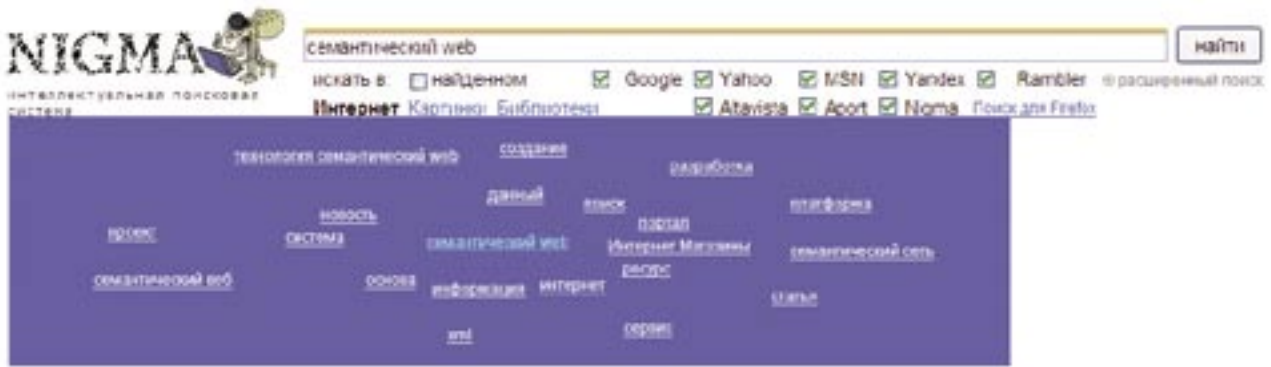 NIGMA
интеллектуальная поисковая
система
семантический web
найти
искать в: найденном Google Yahoo MSN Yandex Rambler расширенный поиск
Интернет Картинки Библиотеки Altavista Aport Nigma Поиск для Firefox
технология семантический web
создание
разработка
данный
поиск
платформа
новость
портал
проект
система
семантический web
Интернет Магазины
семантический сеть
ресурс
семантический веб
основа
информация
интернет
статья
xml
сервис